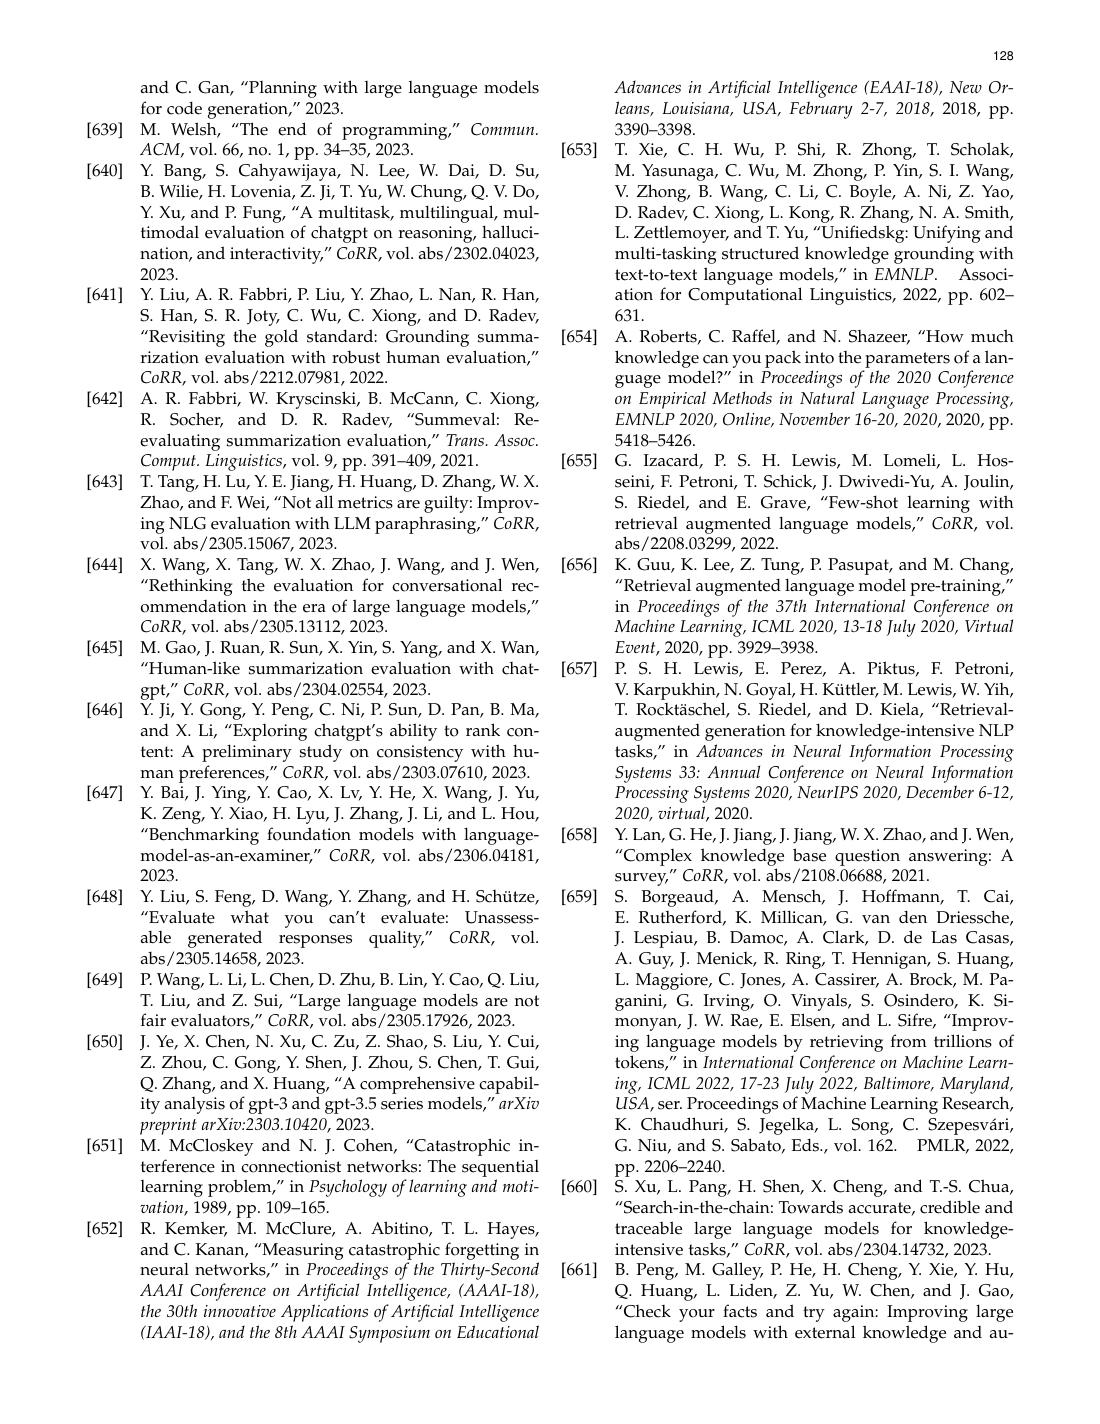 128
and C. Gan, “Planning with large language models
for code generation,” 2023.
[639] M. Welsh, “The end of programming,” Commun.
ACM, vol. 66, no. 1, pp. 34–35, 2023.
[640] Y. Bang, S. Cahyawijaya, N. Lee, W. Dai, D. Su,
B. Wilie, H. Lovenia, Z. Ji, T. Yu, W. Chung, Q. V. Do,
Y. Xu, and P. Fung, “A multitask, multilingual, mul-
timodal evaluation of chatgpt on reasoning, halluci-
nation, and interactivity,” CoRR, vol. abs/2302.04023,
2023.
[641] Y. Liu, A. R. Fabbri, P. Liu, Y. Zhao, L. Nan, R. Han,
S. Han, S. R. Joty, C. Wu, C. Xiong, and D. Radev,
“Revisiting the gold standard: Grounding summa-
rization evaluation with robust human evaluation,”
CoRR, vol. abs/2212.07981, 2022.
[642] A. R. Fabbri, W. Kryscinski, B. McCann, C. Xiong,
R. Socher, and D. R. Radev, “Summeval: Re-
evaluating summarization evaluation,” Trans. Assoc.
Comput. Linguistics, vol. 9, pp. 391–409, 2021.
[643] T. Tang, H. Lu, Y. E. Jiang, H. Huang, D. Zhang, W. X.
Zhao, and F. Wei, “Not all metrics are guilty: Improv-
ing NLG evaluation with LLM paraphrasing,” CoRR,
vol. abs/2305.15067, 2023.
[644] X. Wang, X. Tang, W. X. Zhao, J. Wang, and J. Wen,
“Rethinking the evaluation for conversational rec-
ommendation in the era of large language models,”
CoRR, vol. abs/2305.13112, 2023.
[645] M. Gao, J. Ruan, R. Sun, X. Yin, S. Yang, and X. Wan,
“Human-like summarization evaluation with chat-
gpt,” CoRR, vol. abs/2304.02554, 2023.
[646] Y. Ji, Y. Gong, Y. Peng, C. Ni, P. Sun, D. Pan, B. Ma,
and X. Li, “Exploring chatgpt’s ability to rank con-
tent: A preliminary study on consistency with hu-
man preferences,” CoRR, vol. abs/2303.07610, 2023.
[647] Y. Bai, J. Ying, Y. Cao, X. Lv, Y. He, X. Wang, J. Yu,
K. Zeng, Y. Xiao, H. Lyu, J. Zhang, J. Li, and L. Hou,
“Benchmarking foundation models with language-
model-as-an-examiner,” CoRR, vol. abs/2306.04181,
2023.
[648] Y. Liu, S. Feng, D. Wang, Y. Zhang, and H. Schütze,
“Evaluate what you can’t evaluate: Unassess-
able generated responses quality,” CoRR, vol.
abs/2305.14658, 2023.
[649] P. Wang, L. Li, L. Chen, D. Zhu, B. Lin, Y. Cao, Q. Liu,
T. Liu, and Z. Sui, “Large language models are not
fair evaluators,” CoRR, vol. abs/2305.17926, 2023.
[650] J. Ye, X. Chen, N. Xu, C. Zu, Z. Shao, S. Liu, Y. Cui,
Z. Zhou, C. Gong, Y. Shen, J. Zhou, S. Chen, T. Gui,
Q. Zhang, and X. Huang, “A comprehensive capabil-
ity analysis of gpt-3 and gpt-3.5 series models,” arXiv
preprint arXiv:2303.10420, 2023.
[651] M. McCloskey and N. J. Cohen, “Catastrophic in-
terference in connectionist networks: The sequential
learning problem,” in Psychology of learning and moti-
vation, 1989, pp. 109–165.
[652] R. Kemker, M. McClure, A. Abitino, T. L. Hayes,
and C. Kanan, “Measuring catastrophic forgetting in
neural networks,” in Proceedings of the Thirty-Second
AAAI Conference on Artificial Intelligence, (AAAI-18),
the 30th innovative Applications of Artificial Intelligence
(IAAI-18), and the 8th AAAI Symposium on Educational
Advances in Artificial Intelligence (EAAI-18), New Or-
leans, Louisiana, USA, February 2-7, 2018, 2018, pp.
3390–3398.
[653] T. Xie, C. H. Wu, P. Shi, R. Zhong, T. Scholak,
M. Yasunaga, C. Wu, M. Zhong, P. Yin, S. I. Wang,
V. Zhong, B. Wang, C. Li, C. Boyle, A. Ni, Z. Yao,
D. Radev, C. Xiong, L. Kong, R. Zhang, N. A. Smith,
L. Zettlemoyer, and T. Yu, “Unifiedskg: Unifying and
multi-tasking structured knowledge grounding with
text-to-text language models,” in EMNLP. Associ-
ation for Computational Linguistics, 2022, pp. 602–
631.
[654] A. Roberts, C. Raffel, and N. Shazeer, “How much
knowledge can you pack into the parameters of a lan-
guage model?” in Proceedings of the 2020 Conference
on Empirical Methods in Natural Language Processing,
EMNLP 2020, Online, November 16-20, 2020, 2020, pp.
5418–5426.
[655] G. Izacard, P. S. H. Lewis, M. Lomeli, L. Hos-
seini, F. Petroni, T. Schick, J. Dwivedi-Yu, A. Joulin,
S. Riedel, and E. Grave, “Few-shot learning with
retrieval augmented language models,” CoRR, vol.
abs/2208.03299, 2022.
[656] K. Guu, K. Lee, Z. Tung, P. Pasupat, and M. Chang,
“Retrieval augmented language model pre-training,”
in Proceedings of the 37th International Conference on
Machine Learning, ICML 2020, 13-18 July 2020, Virtual
Event, 2020, pp. 3929–3938.
[657] P. S. H. Lewis, E. Perez, A. Piktus, F. Petroni,
V. Karpukhin, N. Goyal, H. Küttler, M. Lewis, W. Yih,
T. Rocktäschel, S. Riedel, and D. Kiela, “Retrieval-
augmented generation for knowledge-intensive NLP
tasks,” in Advances in Neural Information Processing
Systems 33: Annual Conference on Neural Information
Processing Systems 2020, NeurIPS 2020, December 6-12,
2020, virtual, 2020.
[658] Y. Lan, G. He, J. Jiang, J. Jiang, W. X. Zhao, and J. Wen,
“Complex knowledge base question answering: A
survey,” CoRR, vol. abs/2108.06688, 2021.
[659] S. Borgeaud, A. Mensch, J. Hoffmann, T. Cai,
E. Rutherford, K. Millican, G. van den Driessche,
J. Lespiau, B. Damoc, A. Clark, D. de Las Casas,
A. Guy, J. Menick, R. Ring, T. Hennigan, S. Huang,
L. Maggiore, C. Jones, A. Cassirer, A. Brock, M. Pa-
ganini, G. Irving, O. Vinyals, S. Osindero, K. Si-
monyan, J. W. Rae, E. Elsen, and L. Sifre, “Improv-
ing language models by retrieving from trillions of
tokens,” in International Conference on Machine Learn-
ing, ICML 2022, 17-23 July 2022, Baltimore, Maryland,
USA, ser. Proceedings of Machine Learning Research,
K. Chaudhuri, S. Jegelka, L. Song, C. Szepesvári,
G. Niu, and S. Sabato, Eds., vol. 162. PMLR, 2022,
pp. 2206–2240.
[660] S. Xu, L. Pang, H. Shen, X. Cheng, and T.-S. Chua,
“Search-in-the-chain: Towards accurate, credible and
traceable large language models for knowledge-
intensive tasks,” CoRR, vol. abs/2304.14732, 2023.
[661] B. Peng, M. Galley, P. He, H. Cheng, Y. Xie, Y. Hu,
Q. Huang, L. Liden, Z. Yu, W. Chen, and J. Gao,
“Check your facts and try again: Improving large
language models with external knowledge and au-